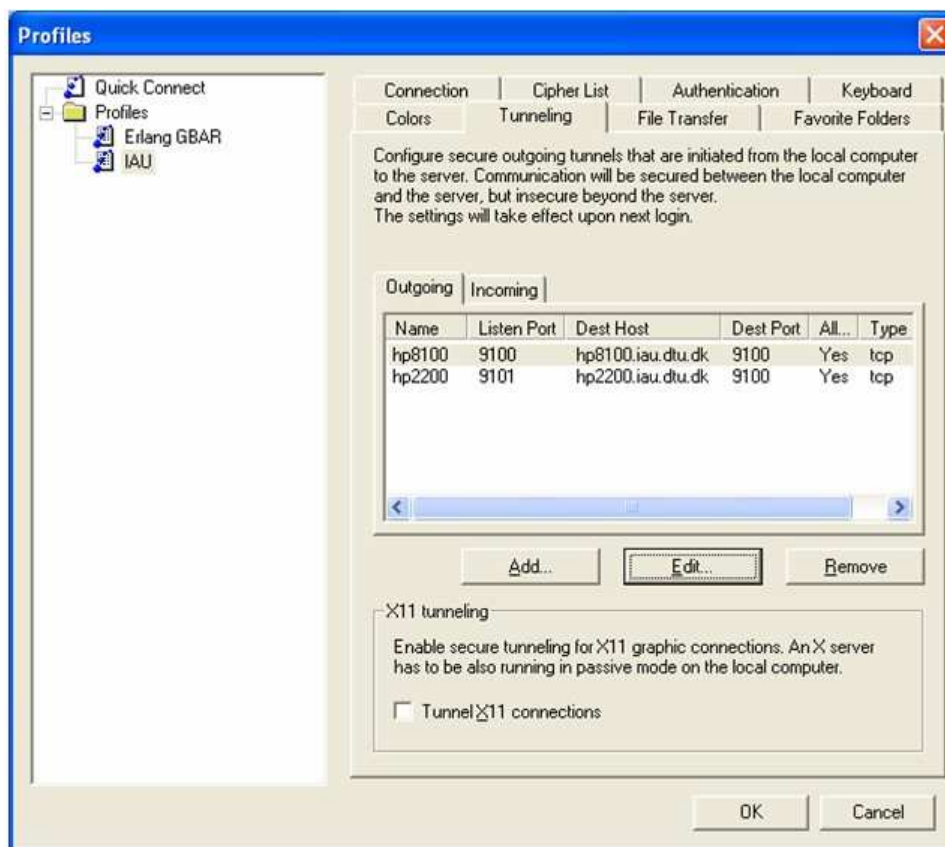 Profiles
Quick Connect
Profiles
Erlang GBAR
IAU
Connection Cipher List Authentication Keyboard
Colors Tunneling File Transfer Favorite Folders
Configure secure outgoing tunnels that are initiated from the local computer
to the server. Communication will be secured between the local computer
and the server, but insecure beyond the server.
The settings will take effect upon next login.
Outgoing Incoming
Name Listen Port Dest Host Dest Port All... Type
hp8100 9100 hp8100.iau.dtu.dk 9100 Yes tcp
hp2200 9101 hp2200.iau.dtu.dk 9100 Yes tcp
Add... Edit... Remove
X11 tunneling
Enable secure tunneling for X11 graphic connections. An X server
has to be also running in passive mode on the local computer.
Tunnel X11 connections
OK Cancel